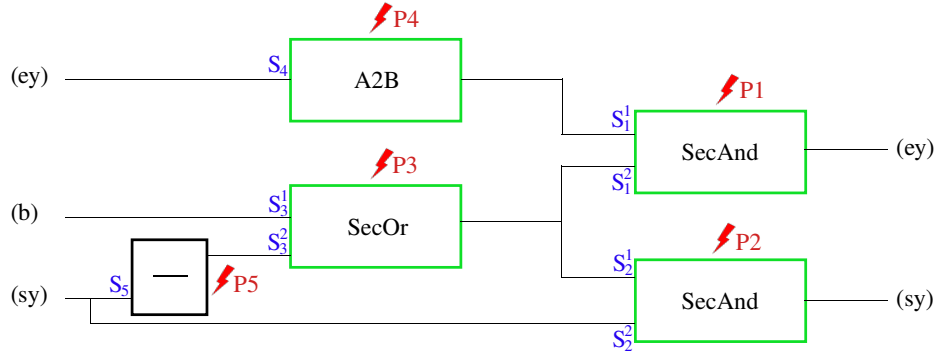 P4
(ey)
S₄
A2B
P1
S₁¹
SecAnd
(ey)
S₁²
P3
(b)
S₃¹
SecOr
S₃²
P2
S₂¹
(sy)
S₅
—
P5
SecAnd
(sy)
S₂²